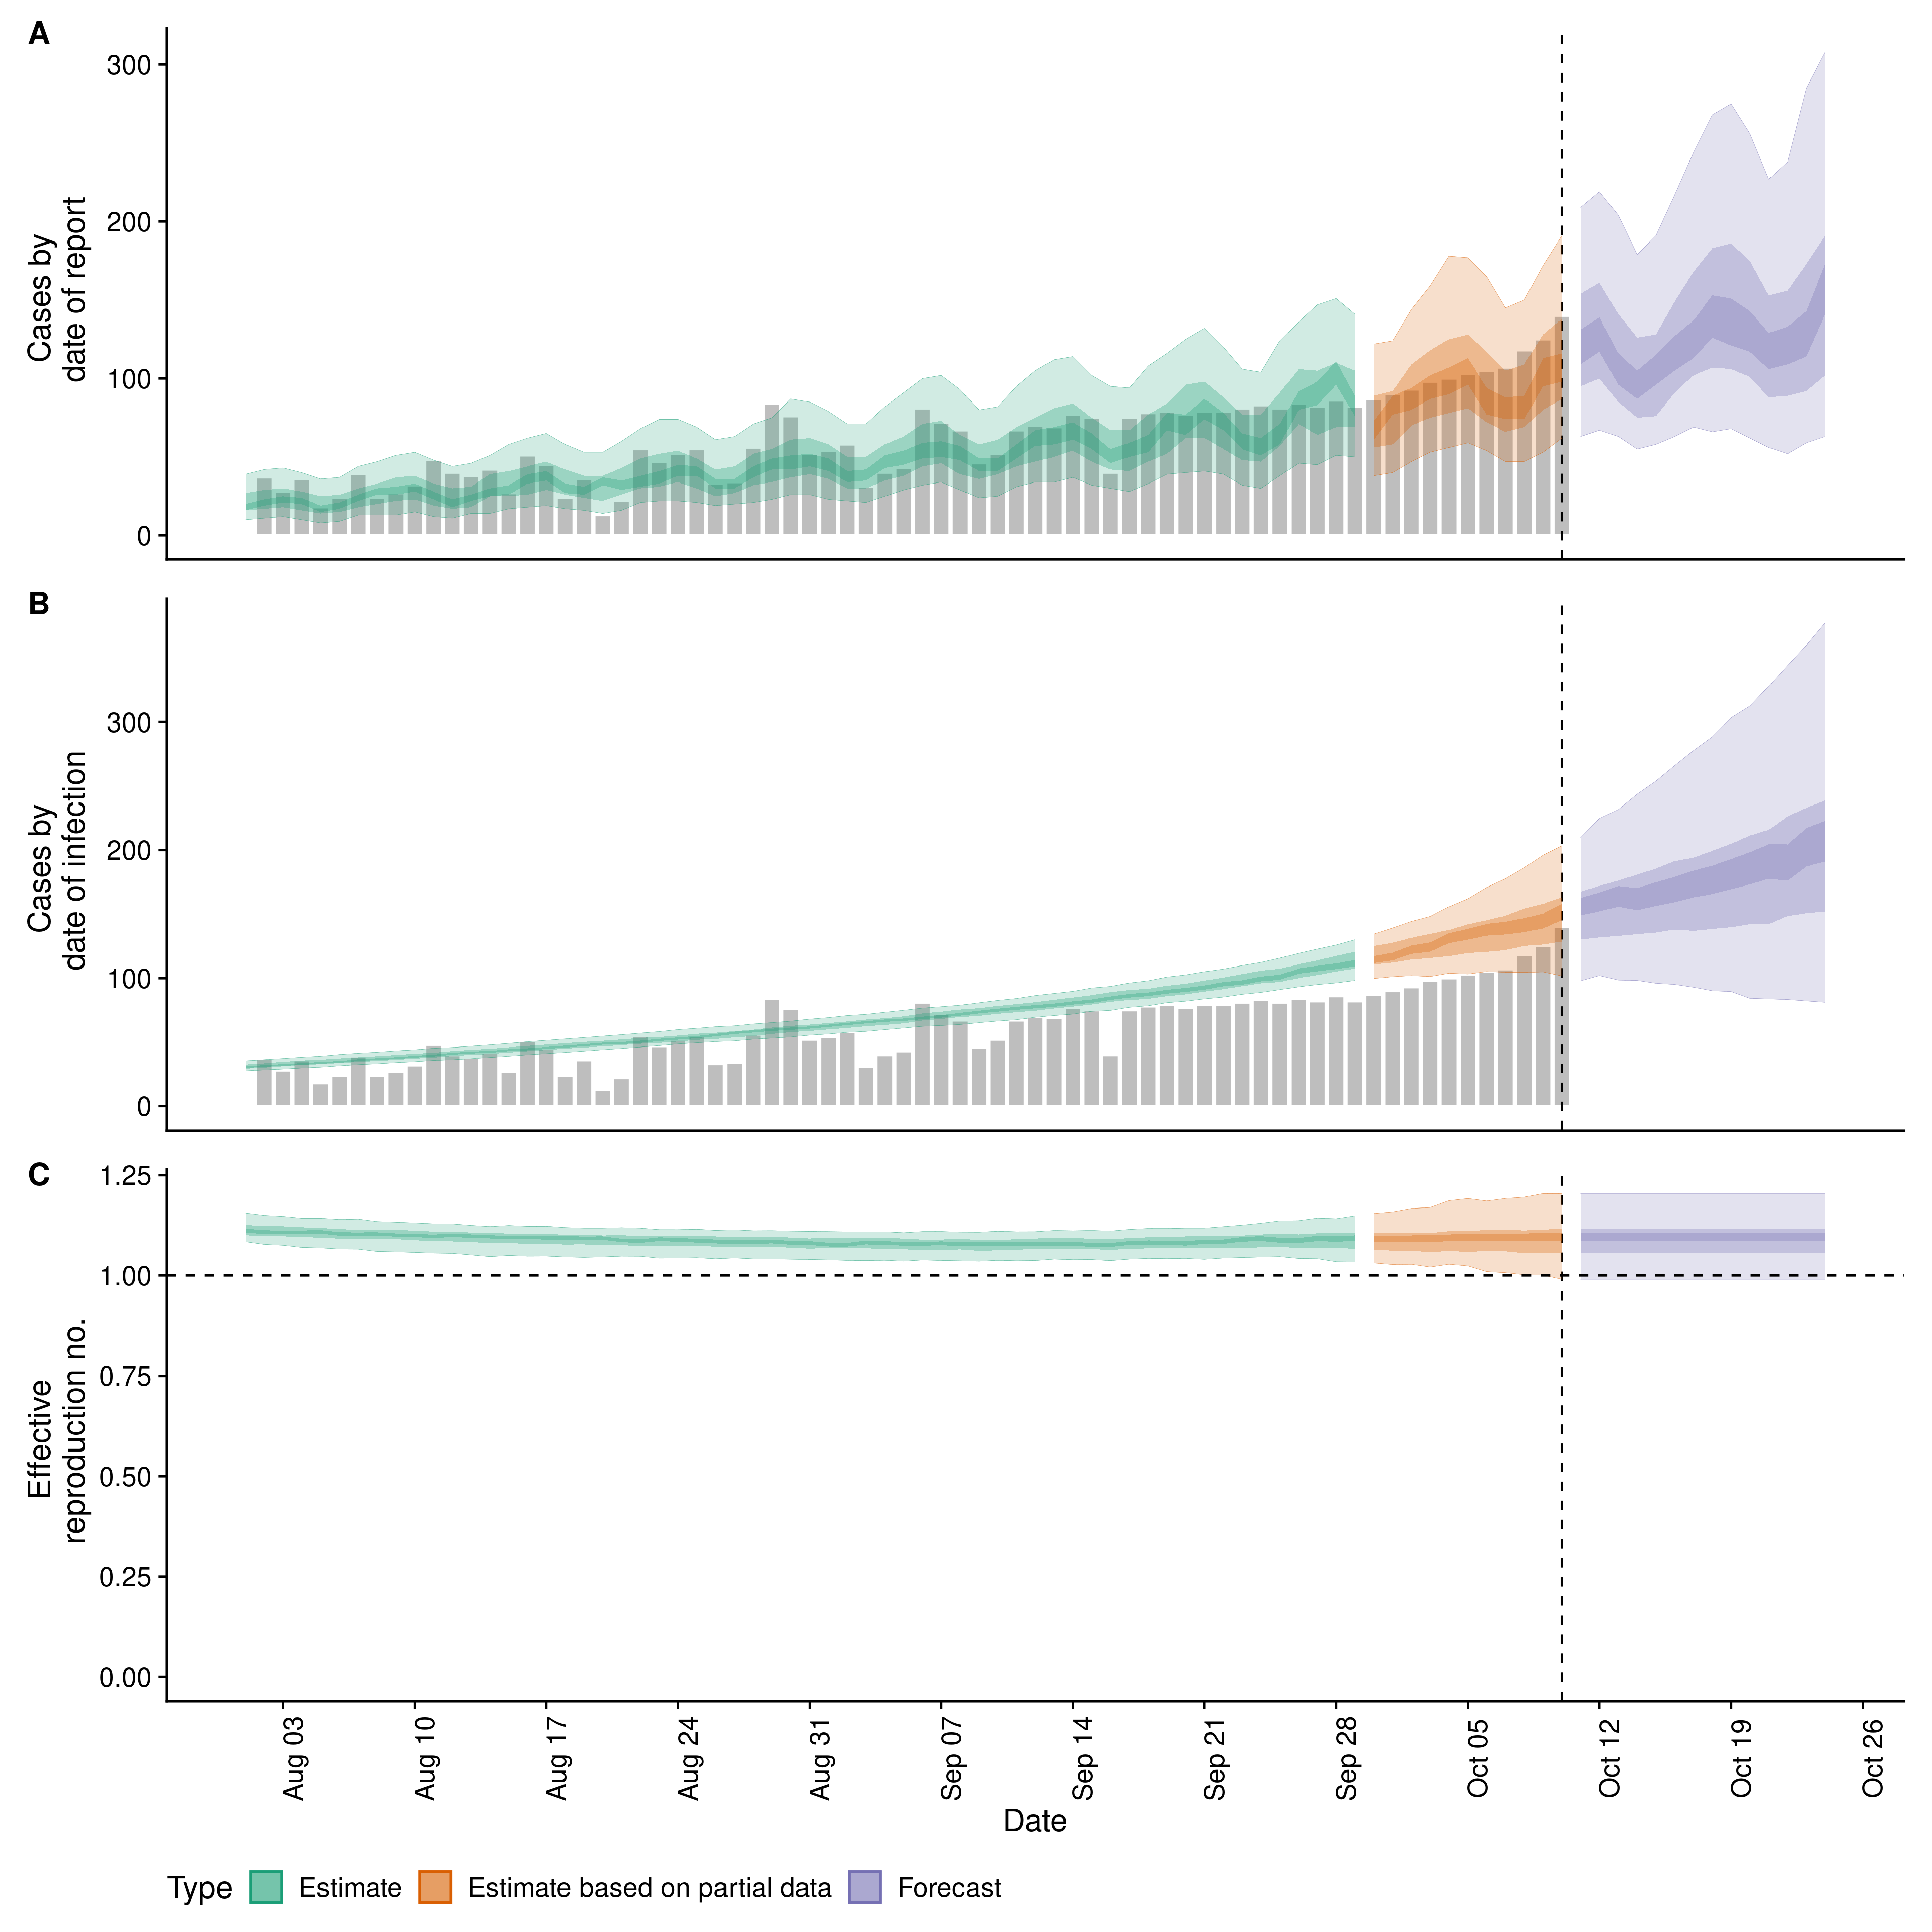 A
Cases by
date of report
300
200
100
0
B
Cases by
date of infection
300
200
100
0
C
Effective
reproduction no.
1.25
1.00
0.75
0.50
0.25
0.00
Aug 03
Aug 10
Aug 17
Aug 24
Aug 31
Sep 07
Sep 14
Sep 21
Sep 28
Oct 05
Oct 12
Oct 19
Oct 26
Date
Type Estimate Estimate based on partial data Forecast